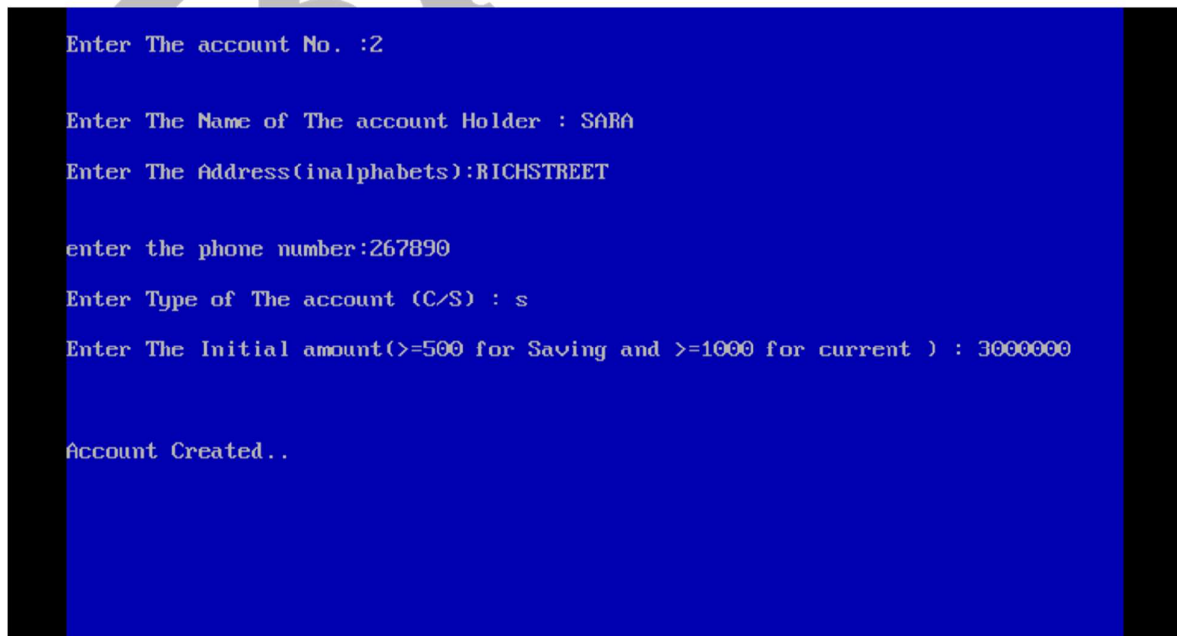 Enter The account No. :2
Enter The Name of The account Holder : SARA
Enter The Address(inalphabets):RICHSTREET
enter the phone number:267890
Enter Type of The account (C/S) : s
Enter The Initial amount(>=500 for Saving and >=1000 for current ) : 3000000
Account Created..